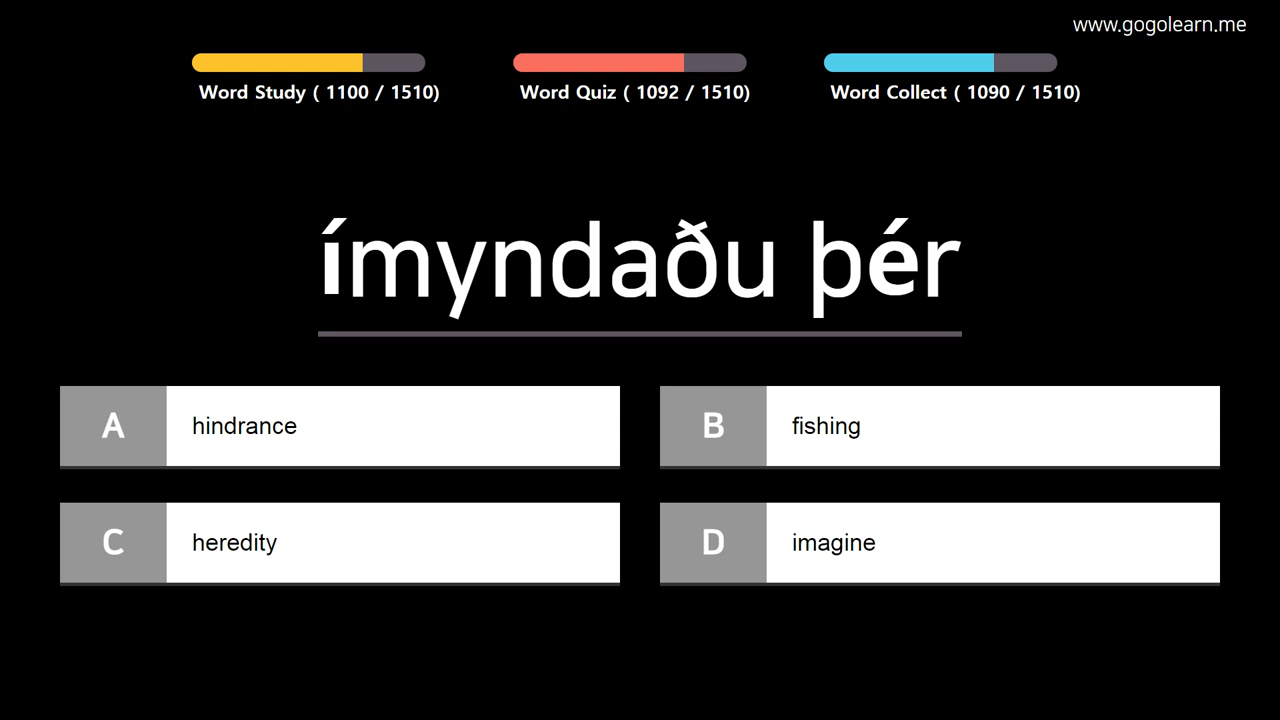 www.gogolearn.me
Word Study ( 1100 / 1510)
Word Quiz ( 1092 / 1510)
Word Collect ( 1090 / 1510)
ímyndaðu þér
A hindrance
B fishing
C heredity
D imagine